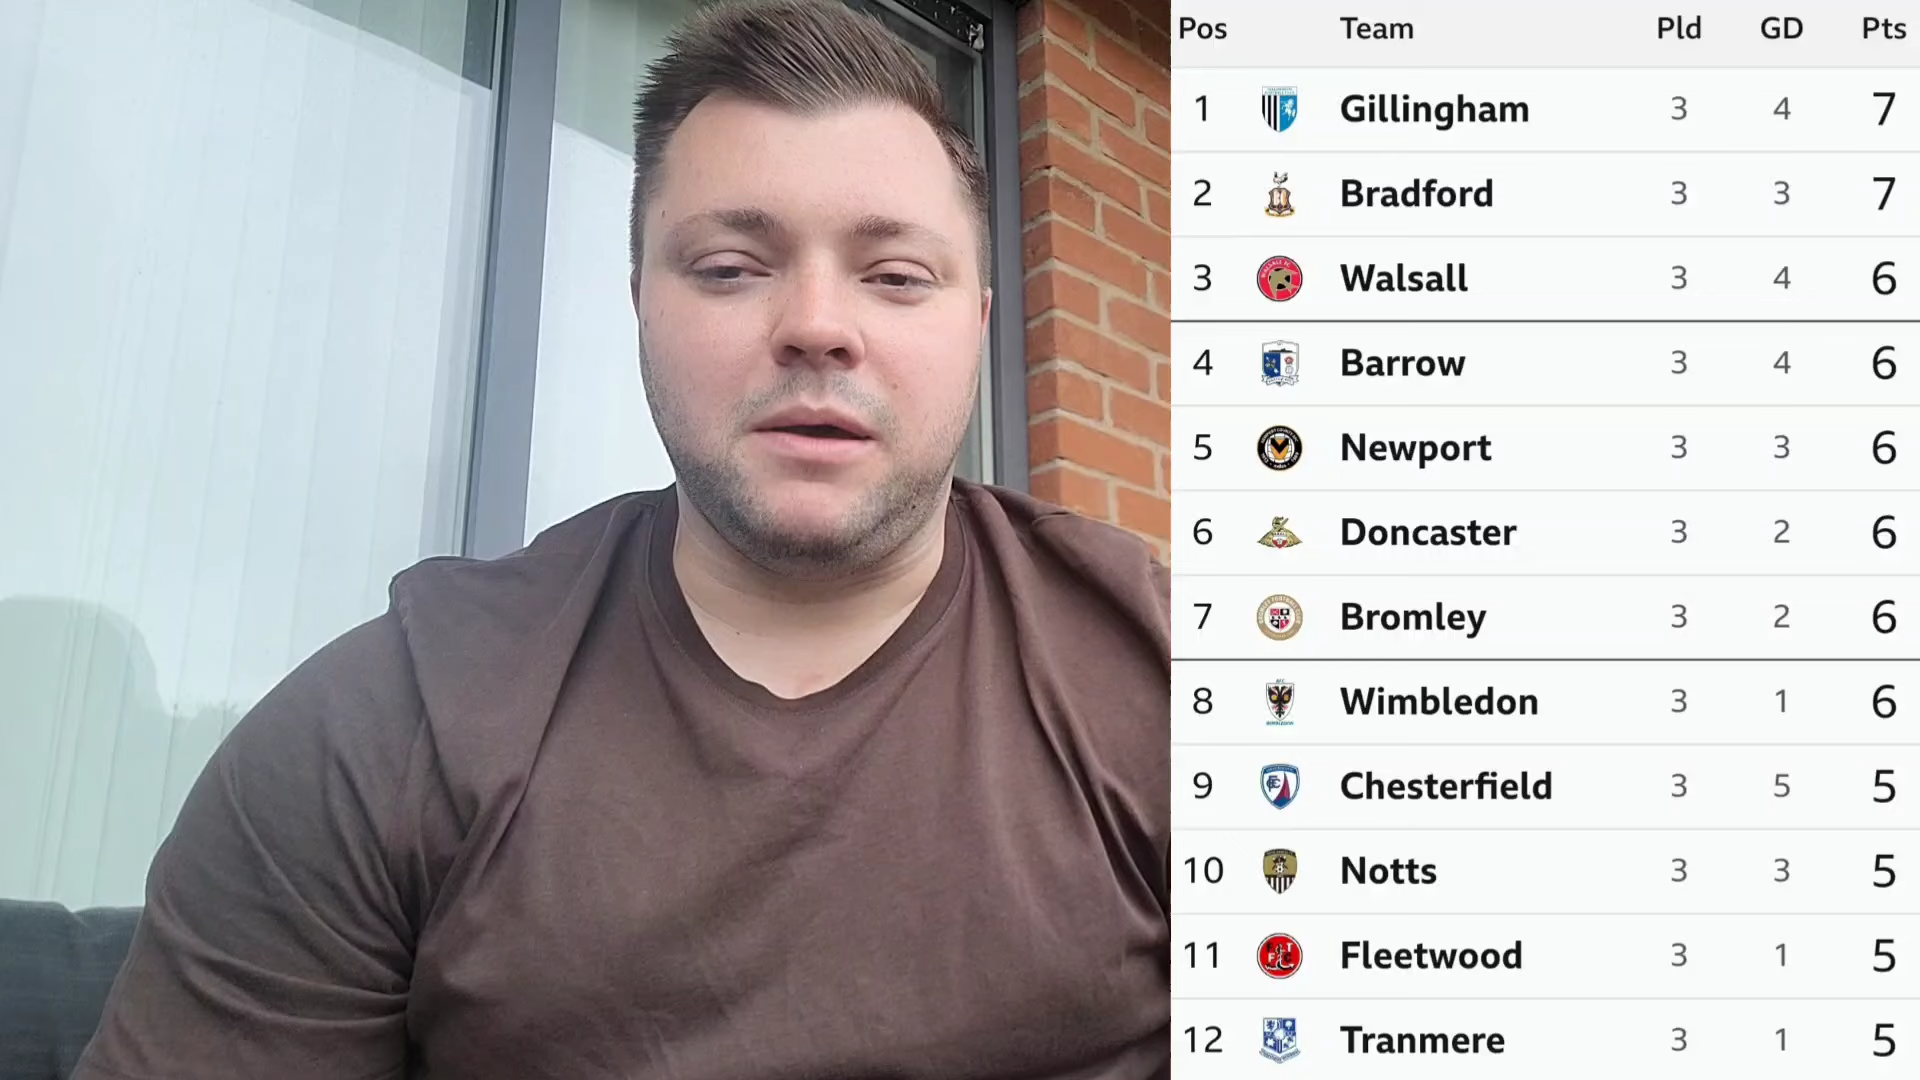 Pos Team Pld GD Pts
1 Gillingham 3 4 7
2 Bradford 3 3 7
3 Walsall 3 4 6
4 Barrow 3 4 6
5 Newport 3 3 6
6 Doncaster 3 2 6
7 Bromley 3 2 6
8 Wimbledon 3 1 6
9 Chesterfield 3 5 5
10 Notts 3 3 5
11 Fleetwood 3 1 5
12 Tranmere 3 1 5